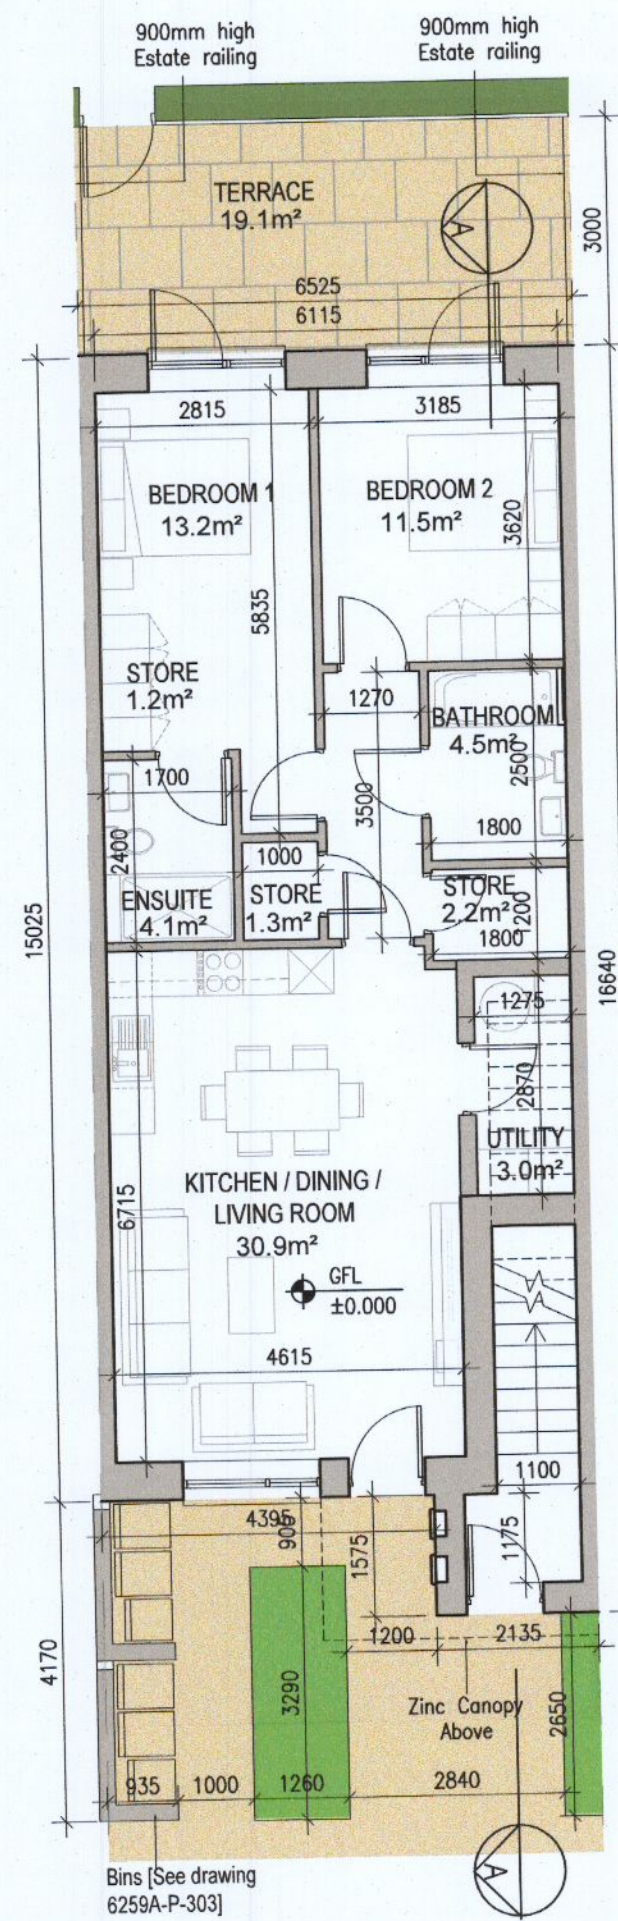 900mm high
Estate railing
900mm high
Estate railing
TERRACE
19.1m²
A
3000
6525
6115
2815
3185
BEDROOM 1
13.2m²
BEDROOM 2
11.5m²
3620
5835
STORE
1.2m²
1270
BATHROOM
4.5m²
2500
1700
3500
2400
1800
1000
ENSUITE
4.1m²
STORE
1.3m²
STORE
2.2m²
1200
1800
15025
16640
1275
2870
UTILITY
3.0m²
KITCHEN / DINING /
LIVING ROOM
30.9m²
6715
GFL
±0.000
4615
1100
4395
900
1575
1175
4170
1200
2135
3290
Zinc Canopy
Above
2650
935
1000
1260
2840
A
Bins [See drawing
6259A-P-303]